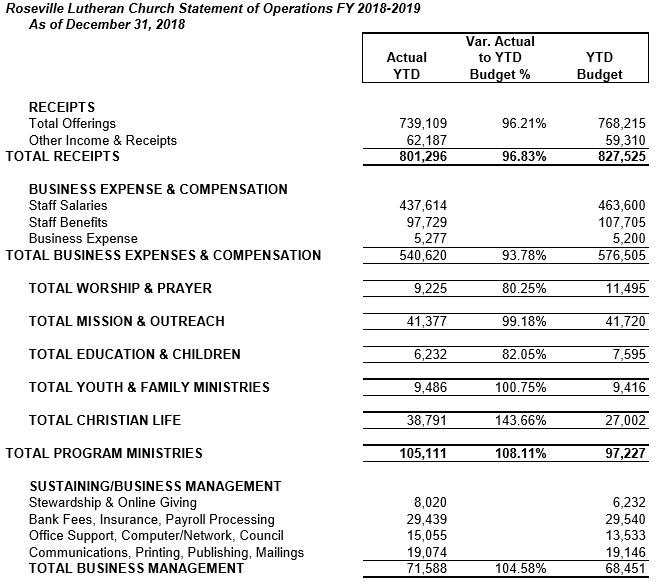 Roseville Lutheran Church Statement of Operations FY 2018-2019
As of December 31, 2018
Actual YTD Var. Actual to YTD Budget % YTD Budget
RECEIPTS
Total Offerings 739,109 96.21% 768,215
Other Income & Receipts 62,187 59,310
TOTAL RECEIPTS 801,296 96.83% 827,525
BUSINESS EXPENSE & COMPENSATION
Staff Salaries 437,614 463,600
Staff Benefits 97,729 107,705
Business Expense 5,277 5,200
TOTAL BUSINESS EXPENSES & COMPENSATION 540,620 93.78% 576,505
TOTAL WORSHIP & PRAYER 9,225 80.25% 11,495
TOTAL MISSION & OUTREACH 41,377 99.18% 41,720
TOTAL EDUCATION & CHILDREN 6,232 82.05% 7,595
TOTAL YOUTH & FAMILY MINISTRIES 9,486 100.75% 9,416
TOTAL CHRISTIAN LIFE 38,791 143.66% 27,002
TOTAL PROGRAM MINISTRIES 105,111 108.11% 97,227
SUSTAINING/BUSINESS MANAGEMENT
Stewardship & Online Giving 8,020 6,232
Bank Fees, Insurance, Payroll Processing 29,439 29,540
Office Support, Computer/Network, Council 15,055 13,533
Communications, Printing, Publishing, Mailings 19,074 19,146
TOTAL BUSINESS MANAGEMENT 71,588 104.58% 68,451